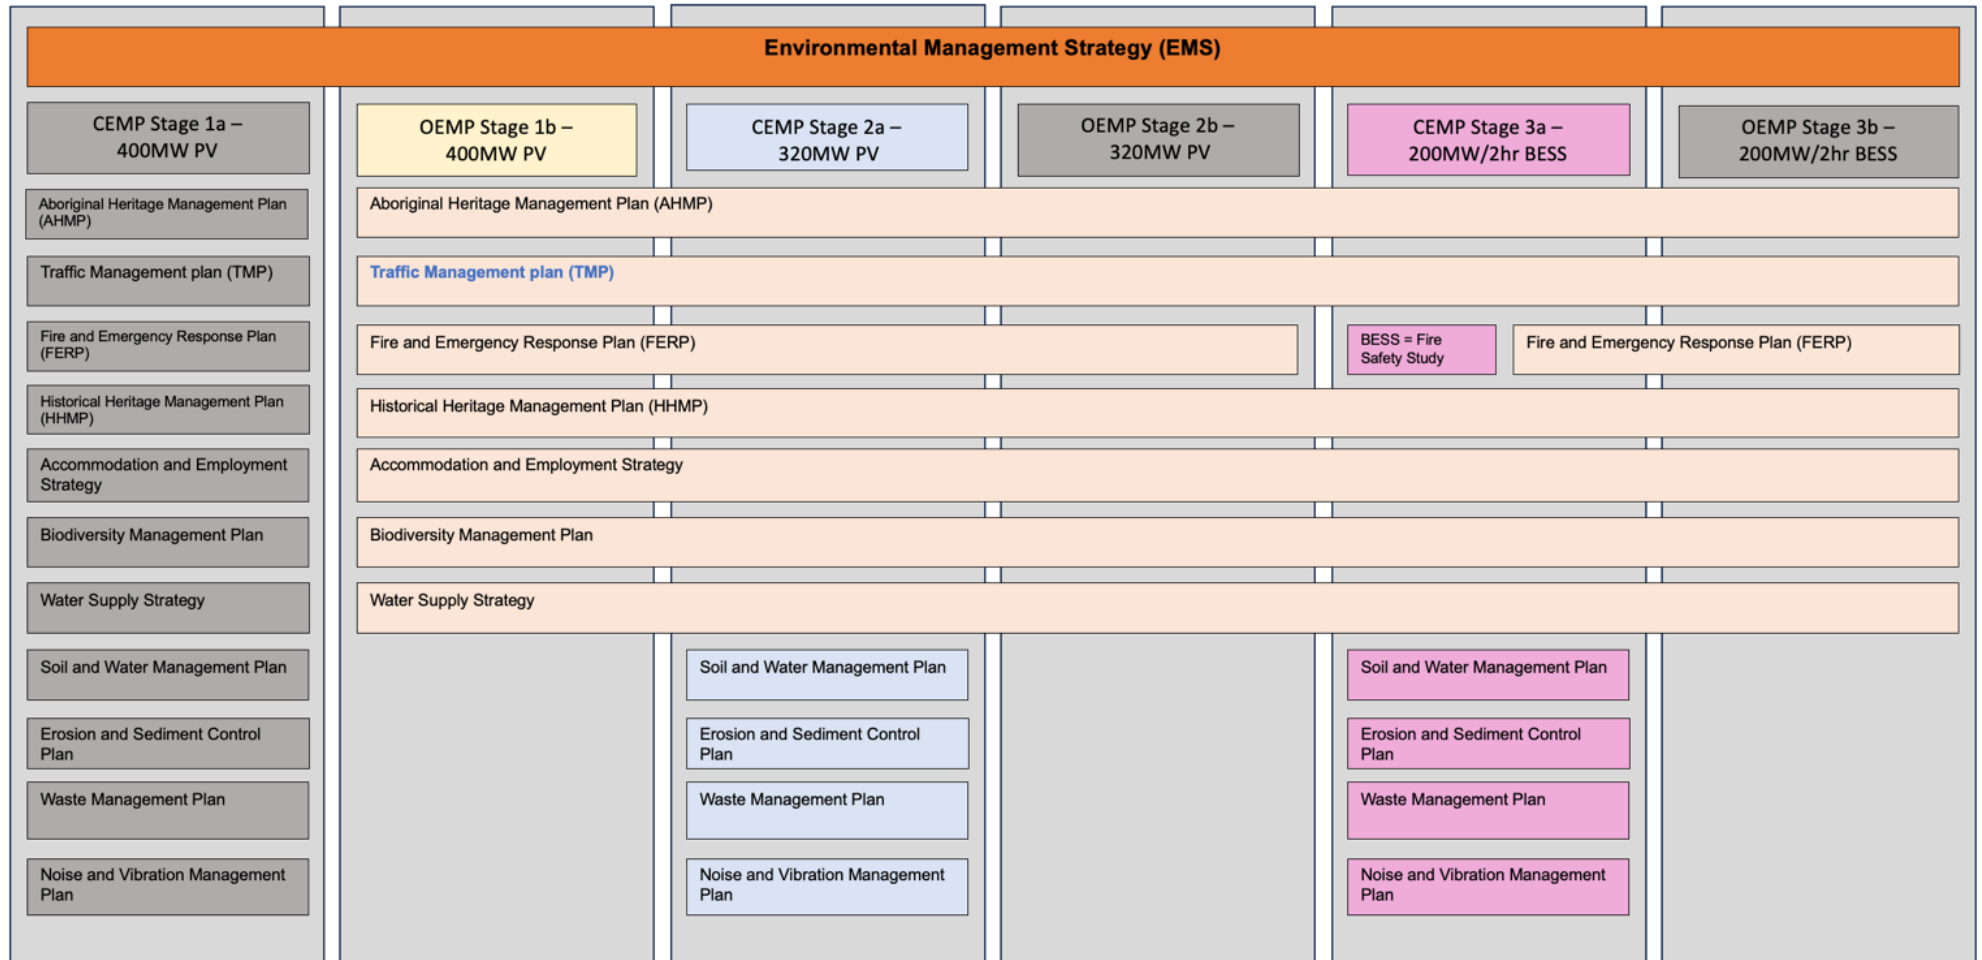 Environmental Management Strategy (EMS)
CEMP Stage 1a –
400MW PV
OEMP Stage 1b –
400MW PV
CEMP Stage 2a –
320MW PV
OEMP Stage 2b –
320MW PV
CEMP Stage 3a –
200MW/2hr BESS
OEMP Stage 3b –
200MW/2hr BESS
Aboriginal Heritage Management Plan
(AHMP)
Aboriginal Heritage Management Plan (AHMP)
Traffic Management plan (TMP)
Traffic Management plan (TMP)
Fire and Emergency Response Plan
(FERP)
Fire and Emergency Response Plan (FERP)
BESS = Fire
Safety Study
Fire and Emergency Response Plan (FERP)
Historical Heritage Management Plan
(HHMP)
Historical Heritage Management Plan (HHMP)
Accommodation and Employment
Strategy
Accommodation and Employment Strategy
Biodiversity Management Plan
Biodiversity Management Plan
Water Supply Strategy
Water Supply Strategy
Soil and Water Management Plan
Soil and Water Management Plan
Soil and Water Management Plan
Erosion and Sediment Control
Plan
Erosion and Sediment Control
Plan
Erosion and Sediment Control
Plan
Waste Management Plan
Waste Management Plan
Waste Management Plan
Noise and Vibration Management
Plan
Noise and Vibration Management
Plan
Noise and Vibration Management
Plan